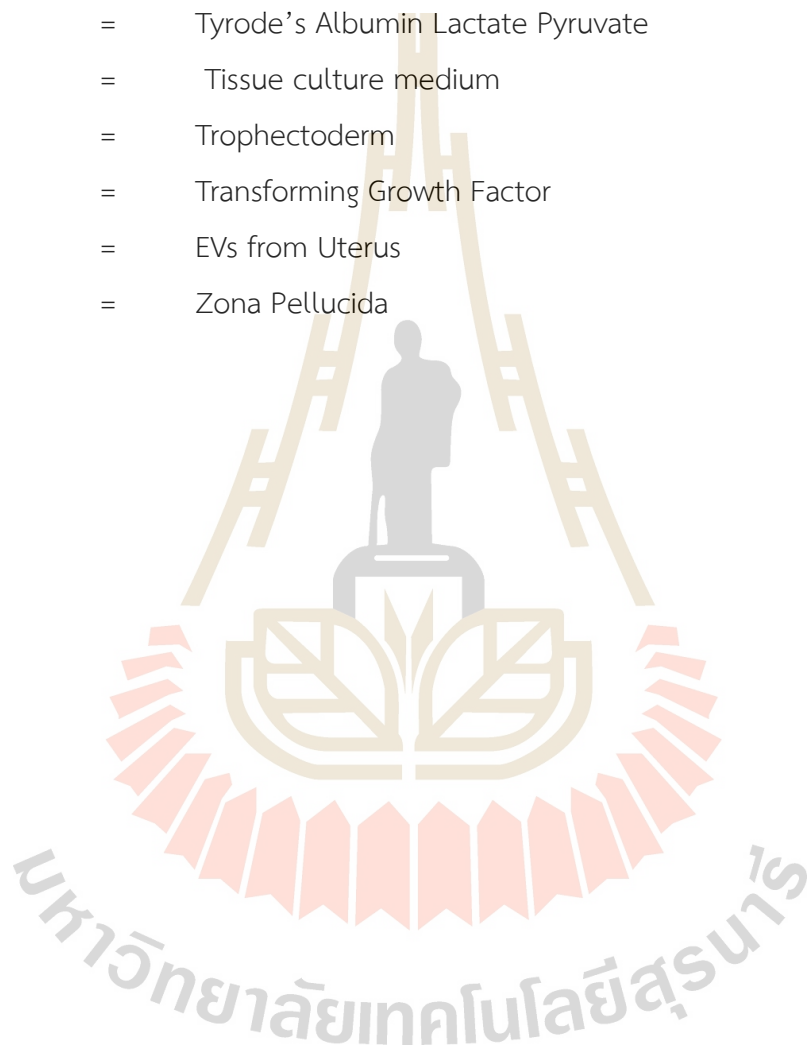 = Tyrode's Albumin Lactate Pyruvate
= Tissue culture medium
= Trophectoderm
= Transforming Growth Factor
= EVs from Uterus
= Zona Pellucida
มหาวิทยาลัยเทคโนโลยีสุรนารี